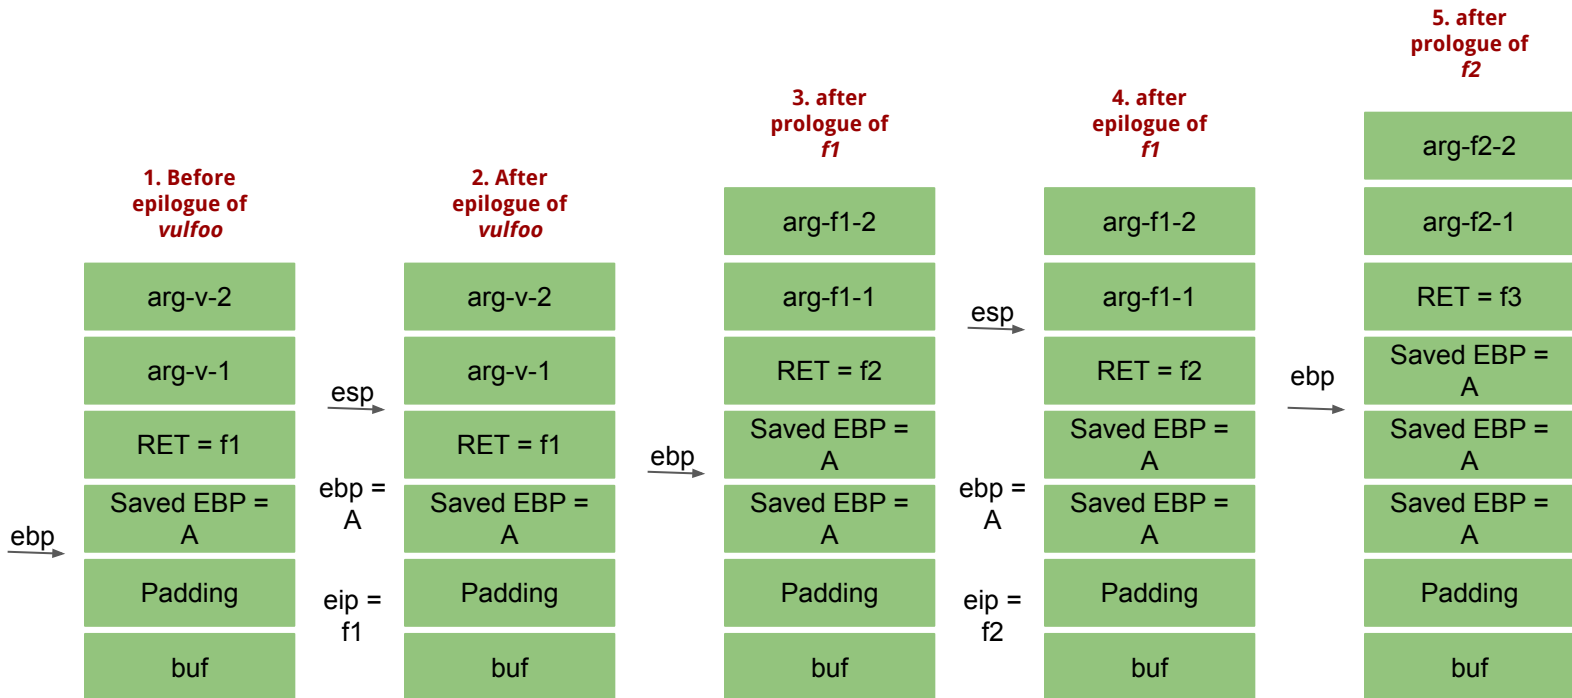 1. Before
epilogue of
vulfoo
arg-v-2
arg-v-1
RET = f1
Saved EBP =
A
Padding
buf
ebp
2. After
epilogue of
vulfoo
arg-v-2
arg-v-1
RET = f1
Saved EBP =
A
Padding
buf
esp
ebp =
A
eip =
f1
3. after
prologue of
f1
arg-f1-2
arg-f1-1
RET = f2
Saved EBP =
A
Saved EBP =
A
Padding
buf
ebp
4. after
epilogue of
f1
arg-f1-2
arg-f1-1
RET = f2
Saved EBP =
A
Saved EBP =
A
Padding
buf
esp
ebp =
A
eip =
f2
5. after
prologue of
f2
arg-f2-2
arg-f2-1
RET = f3
Saved EBP =
A
Saved EBP =
A
Saved EBP =
A
Padding
buf
ebp